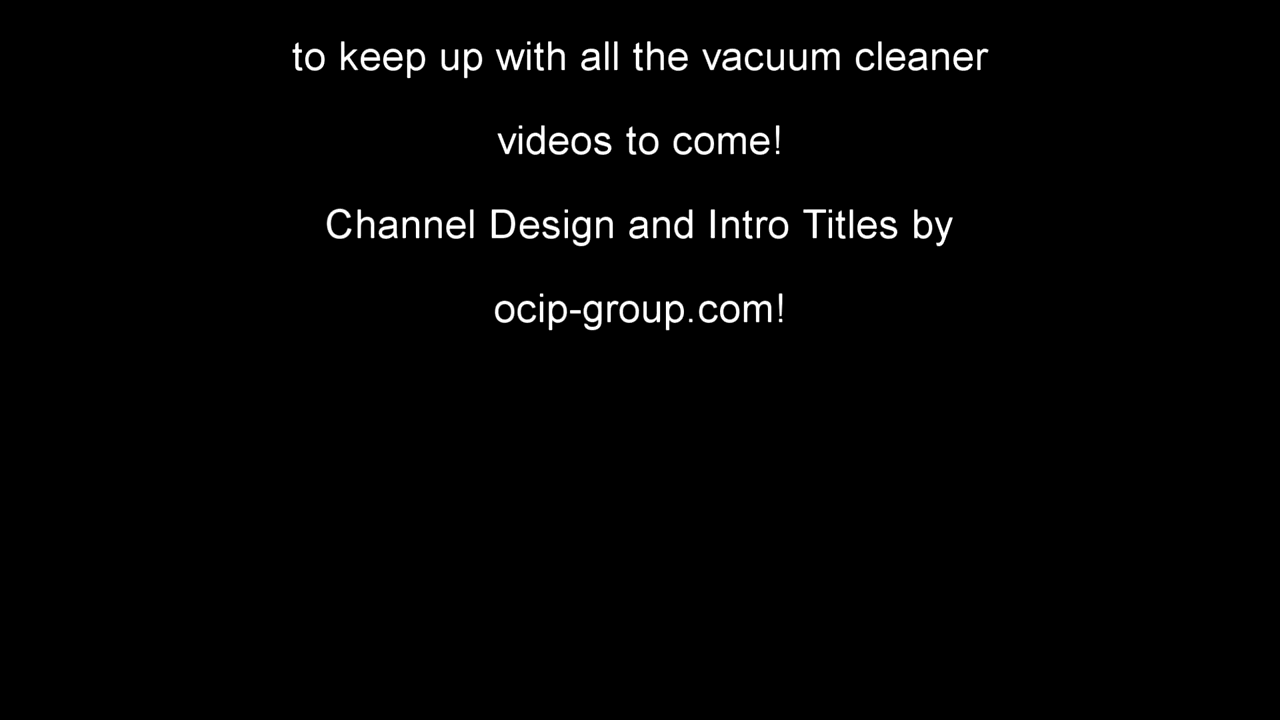 to keep up with all the vacuum cleaner
videos to come!
Channel Design and Intro Titles by
ocip-group.com!